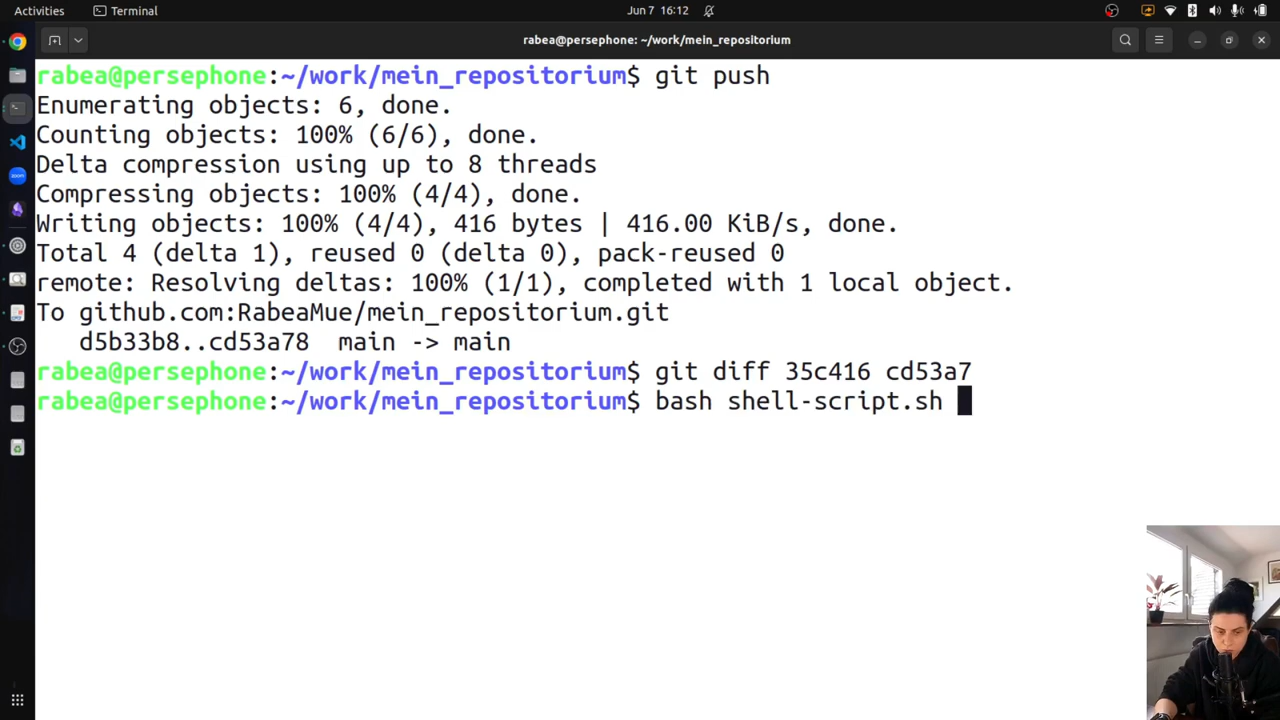 Activities Terminal Jun 7 16:12
rabea@persephone: ~/work/mein_repositorium
rabea@persephone:~/work/mein_repositorium$ git push
Enumerating objects: 6, done.
Counting objects: 100% (6/6), done.
Delta compression using up to 8 threads
Compressing objects: 100% (4/4), done.
Writing objects: 100% (4/4), 416 bytes | 416.00 KiB/s, done.
Total 4 (delta 1), reused 0 (delta 0), pack-reused 0
remote: Resolving deltas: 100% (1/1), completed with 1 local object.
To github.com:RabeaMue/mein_repositorium.git
d5b33b8..cd53a78 main -> main
rabea@persephone:~/work/mein_repositorium$ git diff 35c416 cd53a7
rabea@persephone:~/work/mein_repositorium$ bash shell-script.sh
zoom